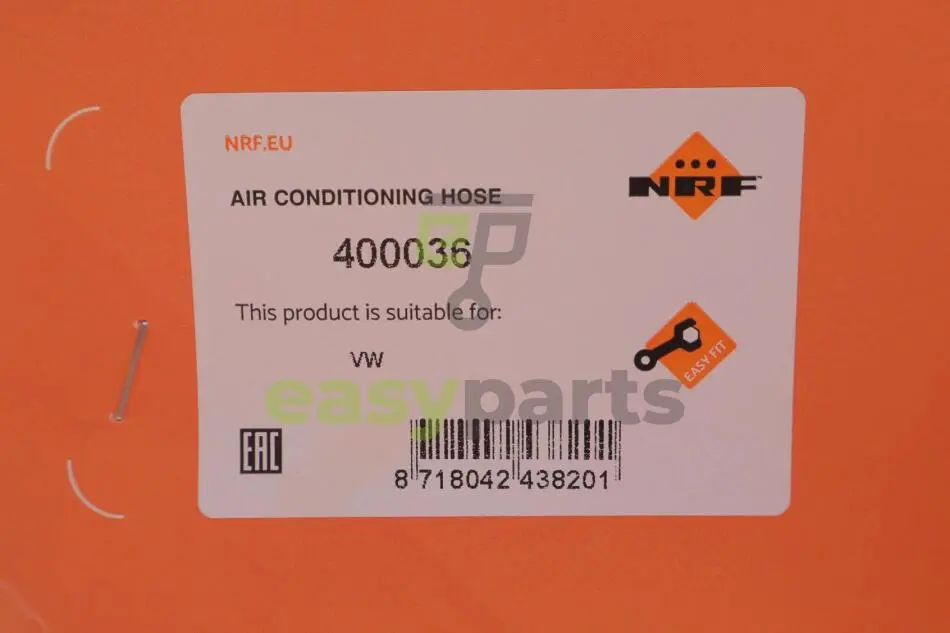 NRF.EU
NRF™
AIR CONDITIONING HOSE
400036
This product is suitable for:
VW
EASY FIT
easyparts
EAC
8 718042 438201